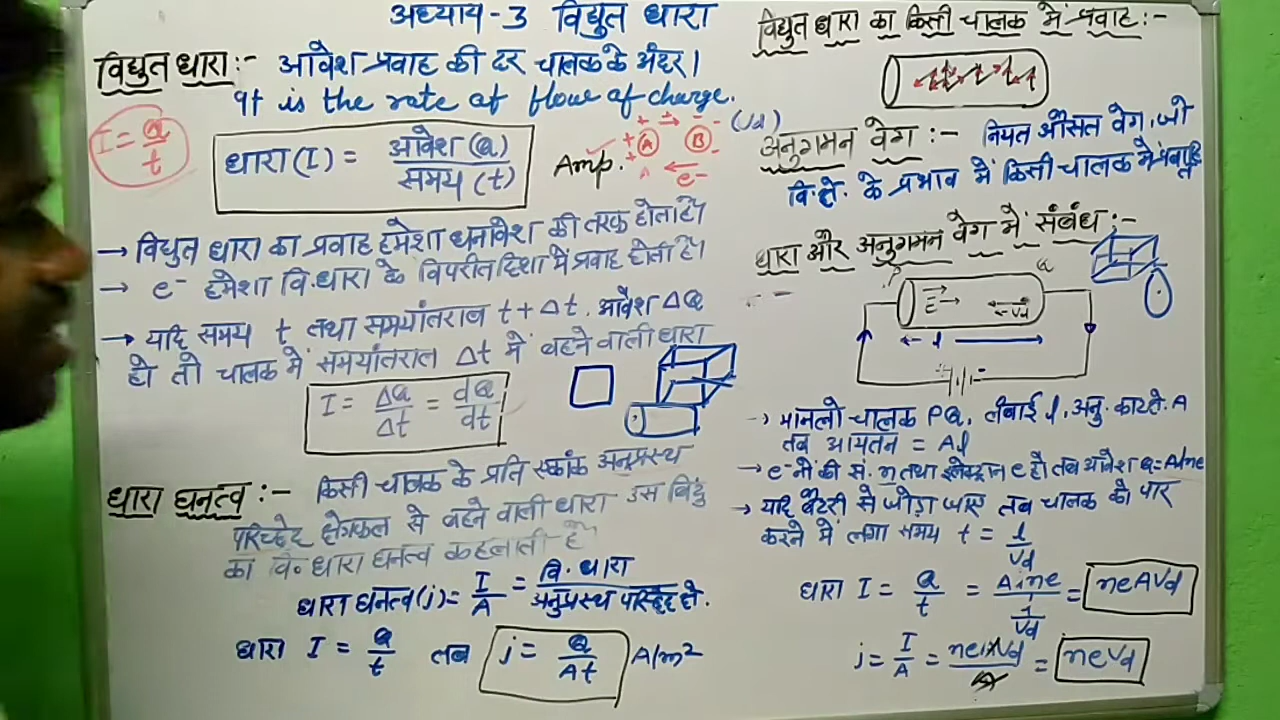 अध्याय-3 विद्युत धारा
विद्युत धारा:- आवेश प्रवाह की दर चालक के अंदर।
It is the rate of flow of charge.
I = Q/t
धारा (I) = आवेश (Q) / समय (t)
Amp.
+ + → - -
+ A B -
+ ← e-
→ विद्युत धारा का प्रवाह हमेशा धनावेश की तरफ होता है।
→ e- हमेशा वि.धारा के विपरीत दिशा में प्रवाह होता है।
→ यदि समय t तथा समयांतराल t + Δt. आवेश ΔQ
हो तो चालक में समयांतराल Δt में बहने वाली धारा
I = ΔQ/Δt = dQ/dt
धारा घनत्व:- किसी चालक के प्रति एकांक अनुप्रस्थ
परिच्छेद क्षेत्रफल से बहने वाली धारा उस बिंदु
का वि. धारा घनत्व कहलाती है
धारा घनत्व (j) = I/A = वि. धारा / अनुप्रस्थ परिच्छेद क्षे.
धारा I = Q/t तब j = Q/At A/m²
विद्युत धारा का किसी चालक में प्रवाह:-
(Vd)
अनुगमन वेग:- नियत औसत वेग, जो
वि.क्षे. के प्रभाव में किसी चालक में
धारा और अनुगमन वेग में संबंध:-
P Q
E → ← Vd
← l →
+ -
→ मानलो चालक PQ, लंबाई l, अनु. काट क्षे. A
तब आयतन = Al
→ e- में की सं. n तथा इलेक्ट्रान e हो तब आवेश Q = Alne
→ यदि बैटरी से जोड़ा जाए तब चालक को पार
करने में लगा समय t = l/Vd
धारा I = Q/t = Alne / l/Vd = neAVd
j = I/A = neAVd/A = neVd